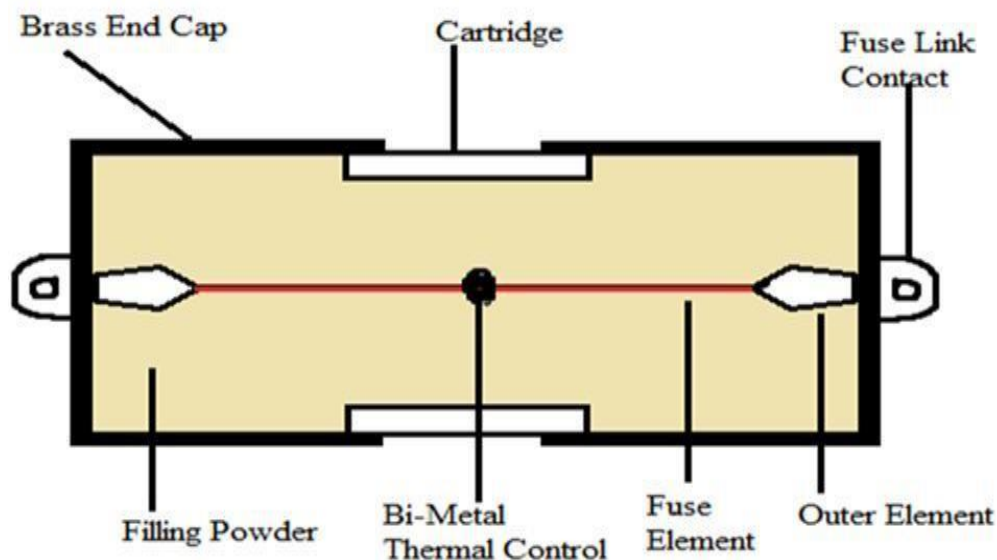 Brass End Cap
Cartridge
Fuse Link
Contact
Filling Powder
Bi-Metal
Thermal Control
Fuse
Element
Outer Element